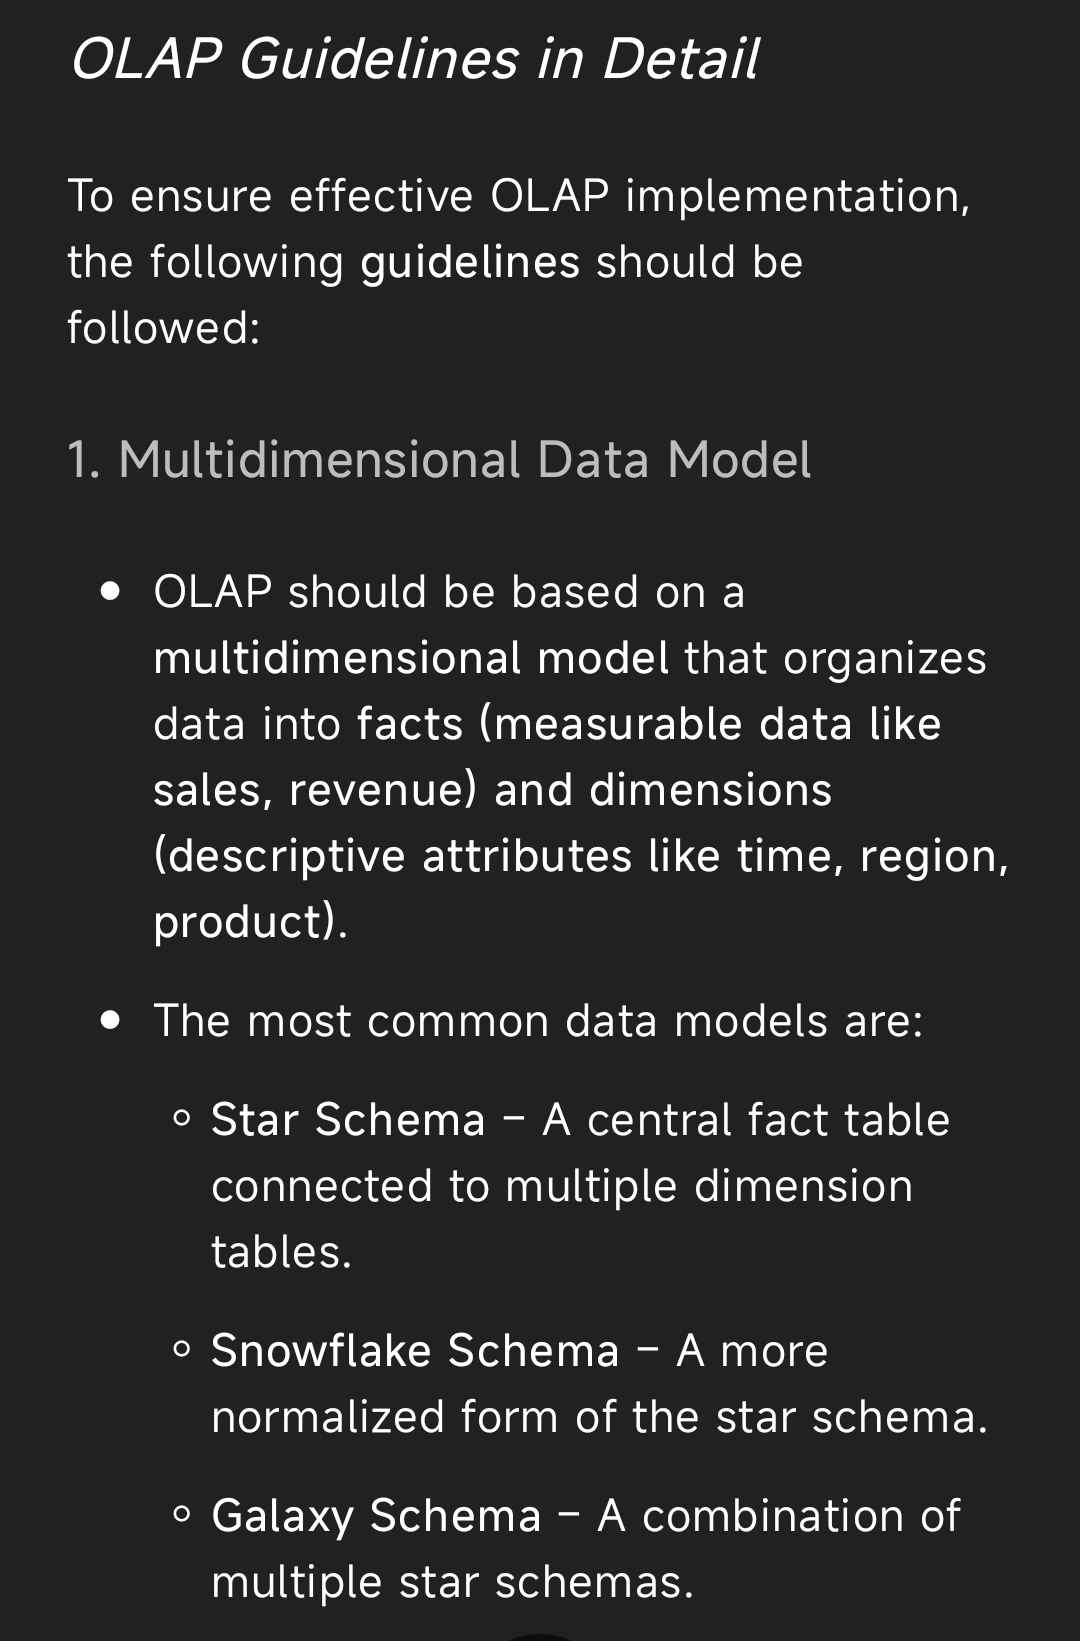 OLAP Guidelines in Detail
To ensure effective OLAP implementation,
the following guidelines should be
followed:
1. Multidimensional Data Model
• OLAP should be based on a
multidimensional model that organizes
data into facts (measurable data like
sales, revenue) and dimensions
(descriptive attributes like time, region,
product).
• The most common data models are:
◦ Star Schema – A central fact table
connected to multiple dimension
tables.
◦ Snowflake Schema – A more
normalized form of the star schema.
◦ Galaxy Schema – A combination of
multiple star schemas.